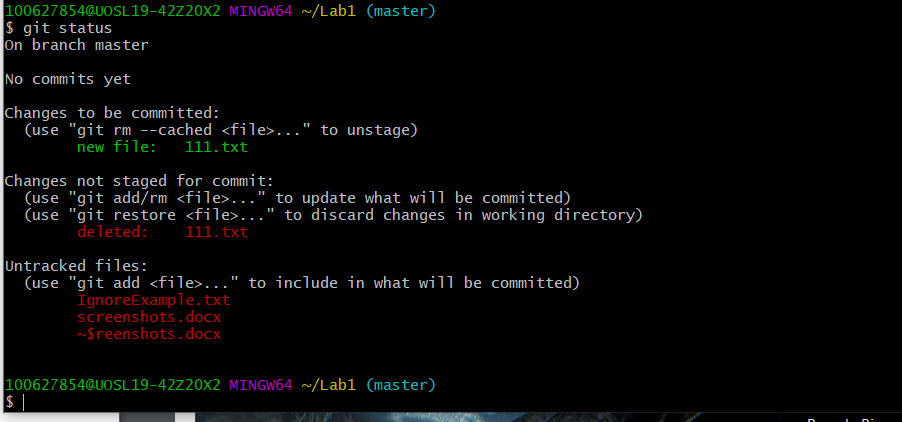 100627854@UOSL19-42Z20X2 MINGW64 ~/Lab1 (master)
$ git status
On branch master
No commits yet
Changes to be committed:
(use "git rm --cached <file>..." to unstage)
new file: 111.txt
Changes not staged for commit:
(use "git add/rm <file>..." to update what will be committed)
(use "git restore <file>..." to discard changes in working directory)
deleted: 111.txt
Untracked files:
(use "git add <file>..." to include in what will be committed)
IgnoreExample.txt
screenshots.docx
~$reenshots.docx
100627854@UOSL19-42Z20X2 MINGW64 ~/Lab1 (master)
$